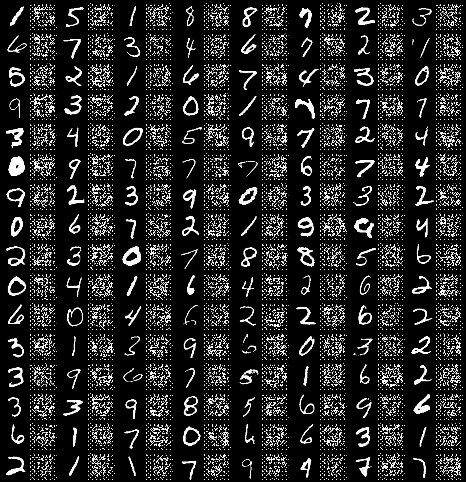 1 5 1 8 8 7 2 3
6 7 3 4 6 7 2 1
5 2 1 6 7 4 3 0
9 3 2 0 1 7 7 7
3 4 0 5 9 7 2 4
0 9 7 7 7 6 7 4
9 2 3 9 0 3 3 2
0 6 7 2 1 9 9 4
2 3 0 7 8 8 5 6
0 4 1 6 4 2 6 2
6 0 4 6 2 2 6 2
3 1 3 9 6 0 3 2
3 9 6 7 5 1 6 2
3 3 9 8 5 6 9 6
6 1 7 0 6 6 3 1
2 1 1 7 9 4 7 7